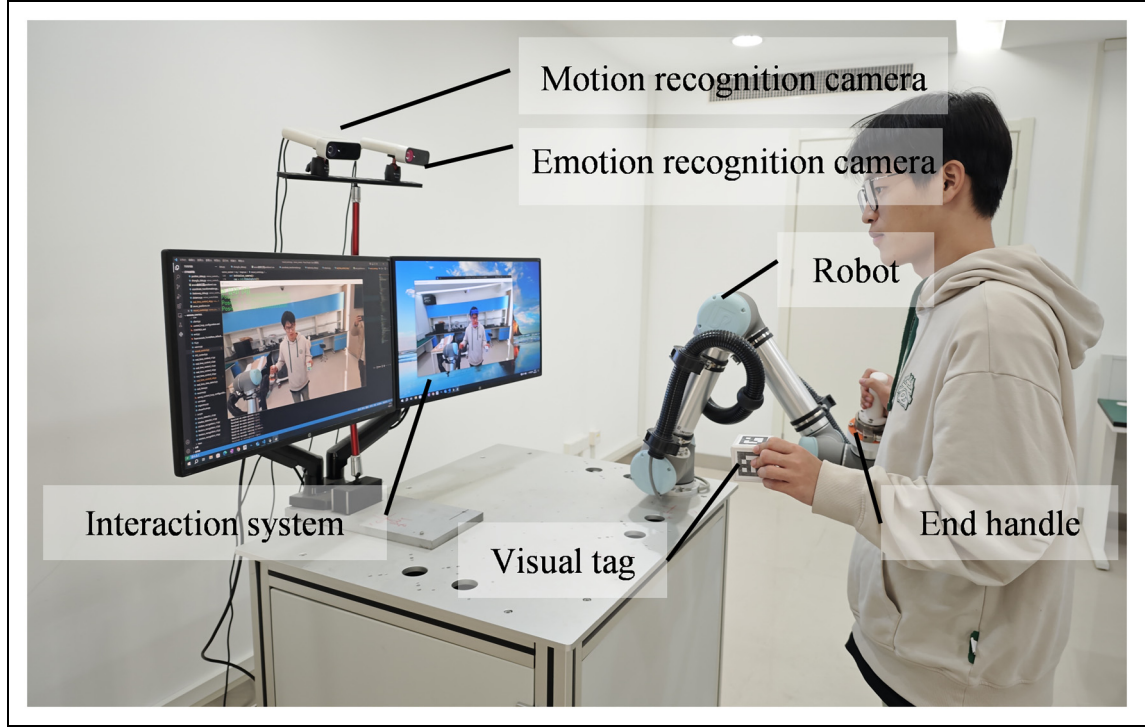 Motion recognition camera
Emotion recognition camera
Robot
Interaction system
End handle
Visual tag